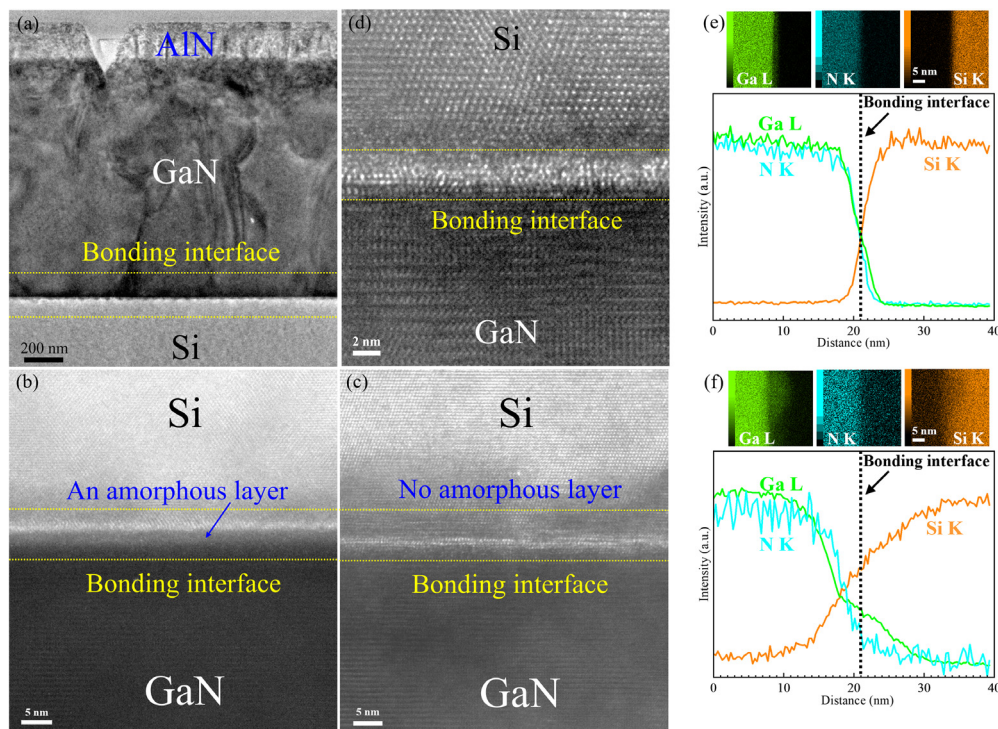 (a)
AlN
GaN
Bonding interface
Si
200 nm
(d)
Si
Bonding interface
GaN
2 nm
(b)
Si
An amorphous layer
Bonding interface
GaN
5 nm
(c)
Si
No amorphous layer
Bonding interface
GaN
5 nm
(e)
Ga L
N K
5 nm
Si K
Bonding interface
Ga L
N K
Si K
Intensity (a.u.)
0 10 20 30 40
Distance (nm)
(f)
Ga L
N K
5 nm
Si K
Bonding interface
Ga L
N K
Si K
Intensity (a.u.)
0 10 20 30 40
Distance (nm)